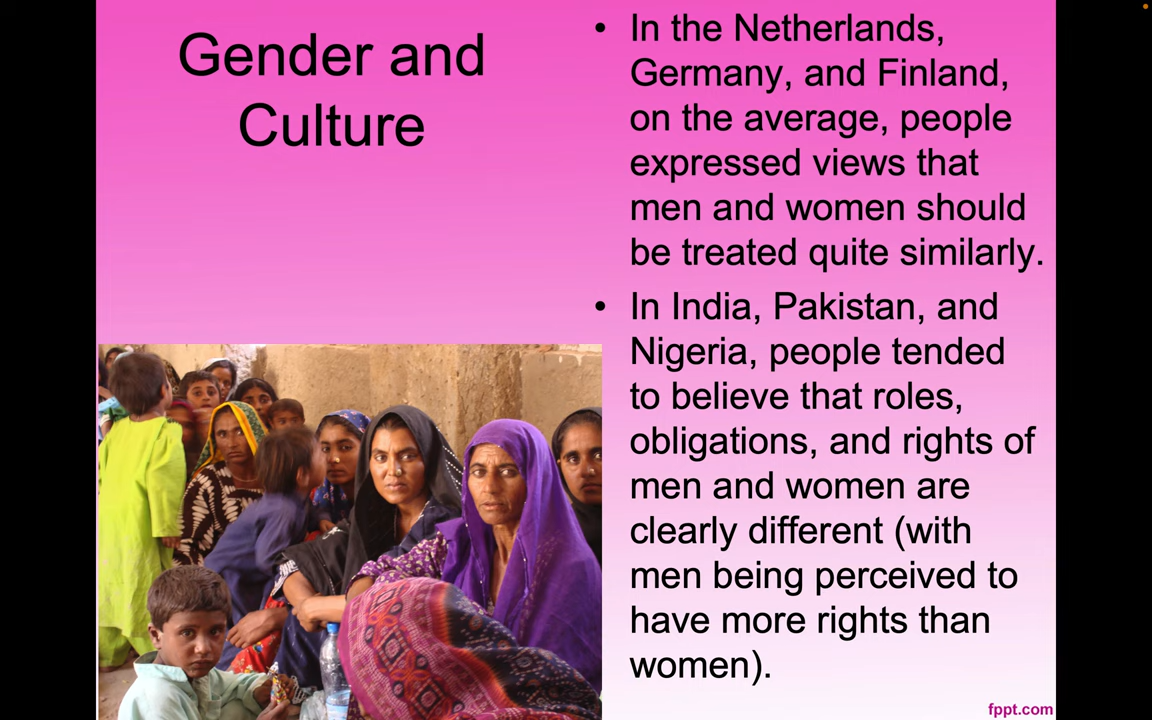 Gender and
Culture
• In the Netherlands,
Germany, and Finland,
on the average, people
expressed views that
men and women should
be treated quite similarly.
• In India, Pakistan, and
Nigeria, people tended
to believe that roles,
obligations, and rights of
men and women are
clearly different (with
men being perceived to
have more rights than
women).
fppt.com